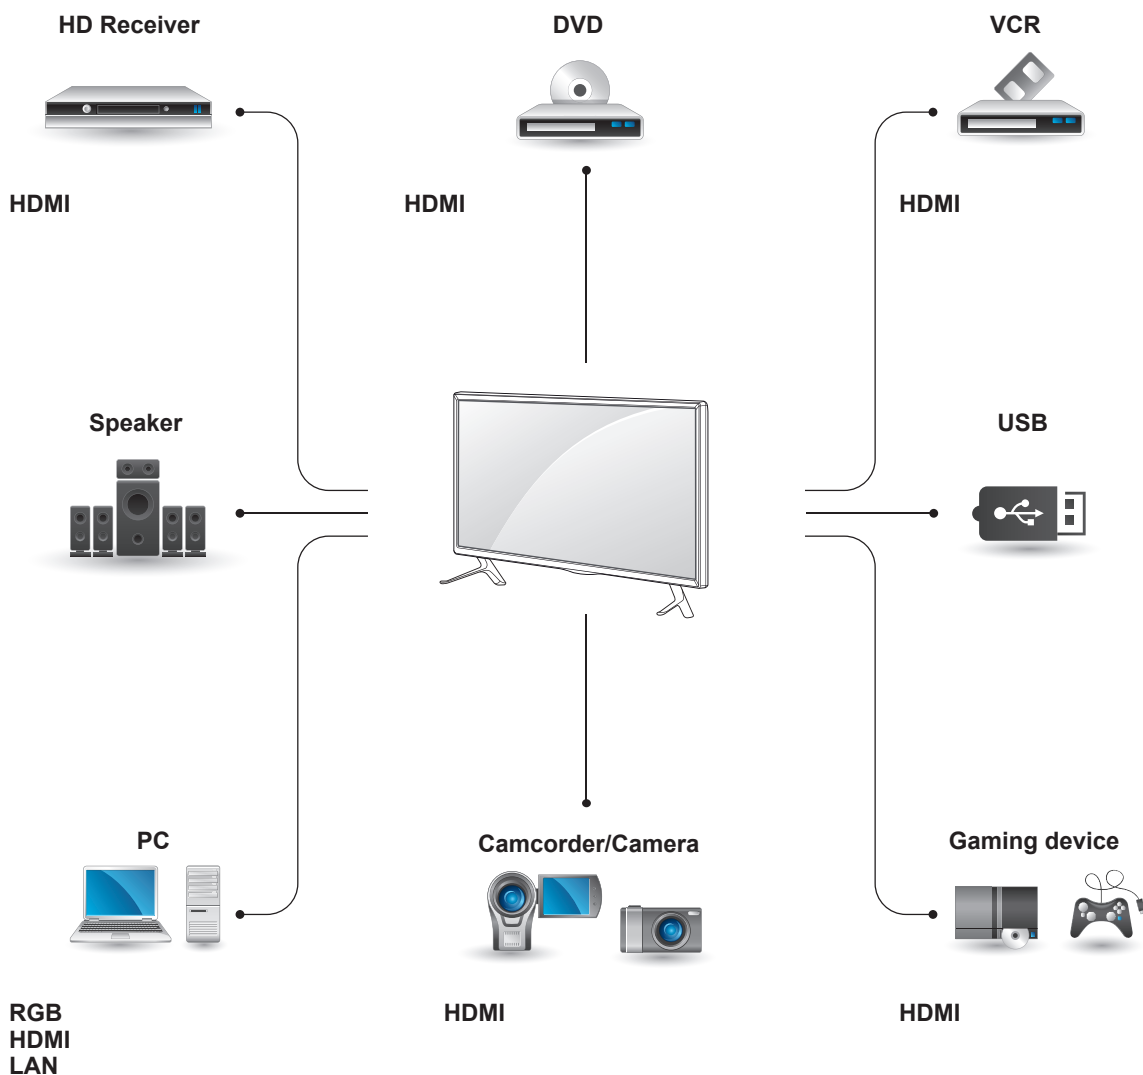 HD Receiver
DVD
VCR
HDMI
HDMI
HDMI
Speaker
USB
PC
Camcorder/Camera
Gaming device
RGB
HDMI
LAN
HDMI
HDMI